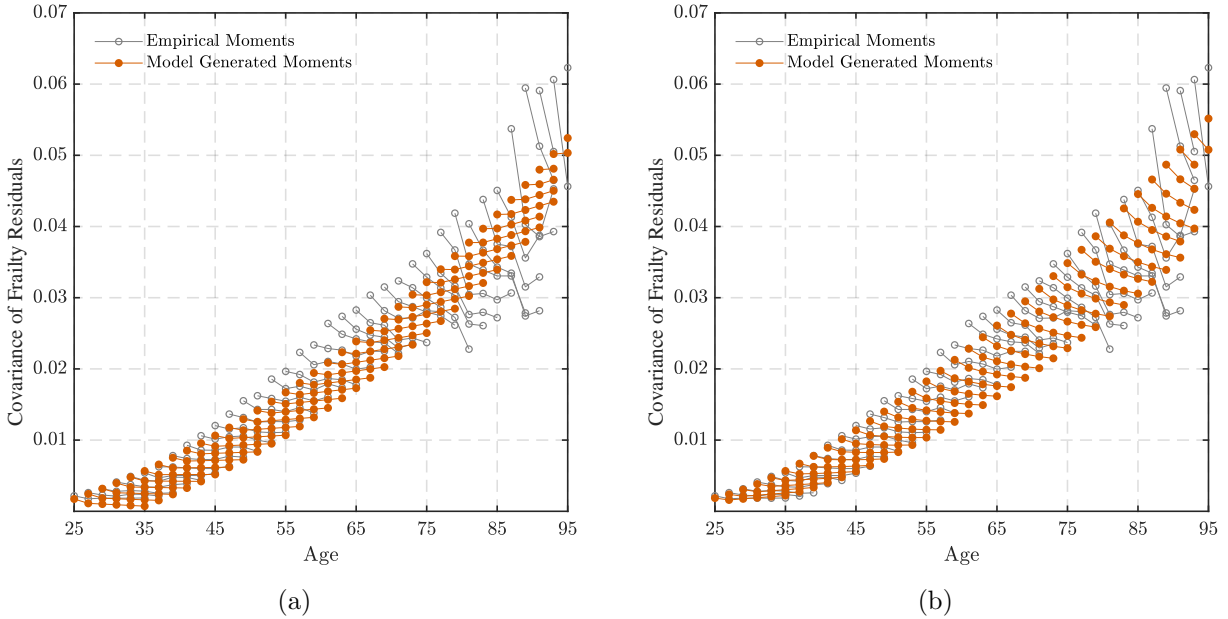 0.07
0.06
0.05
0.04
0.03
0.02
0.01
Covariance of Frailty Residuals
Empirical Moments
Model Generated Moments
25 35 45 55 65 75 85 95
Age
(a)
0.07
0.06
0.05
0.04
0.03
0.02
0.01
Covariance of Frailty Residuals
Empirical Moments
Model Generated Moments
25 35 45 55 65 75 85 95
Age
(b)